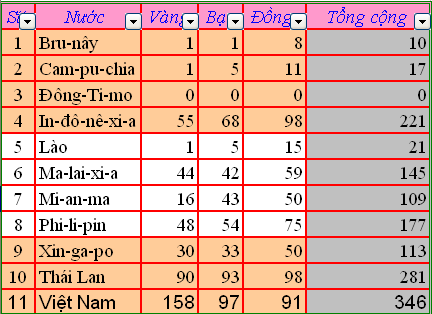 Stt Nước Vàng Bạ Đồng Tổng cộng
1 Bru-nây 1 1 8 10
2 Cam-pu-chia 1 5 11 17
3 Đông-Ti-mo 0 0 0 0
4 In-đô-nê-xi-a 55 68 98 221
5 Lào 1 5 15 21
6 Ma-lai-xi-a 44 42 59 145
7 Mi-an-ma 16 43 50 109
8 Phi-li-pin 48 54 75 177
9 Xin-ga-po 30 33 50 113
10 Thái Lan 90 93 98 281
11 Việt Nam 158 97 91 346